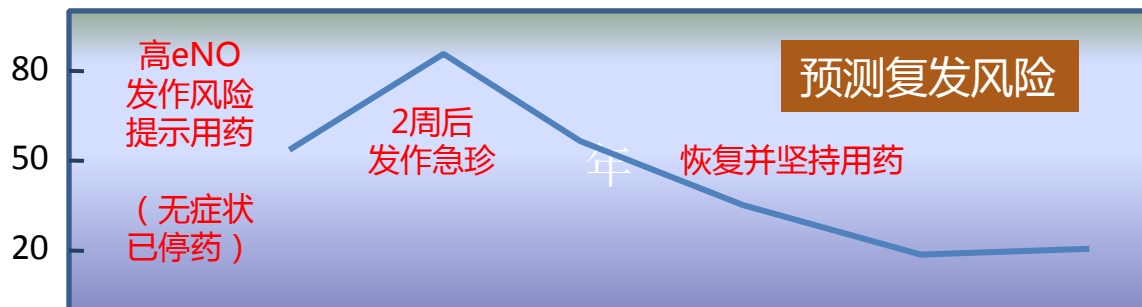 预测复发风险
80
50
20
高eNO
发作风险
提示用药
（无症状
已停药）
2周后
发作急珍
年
恢复并坚持用药